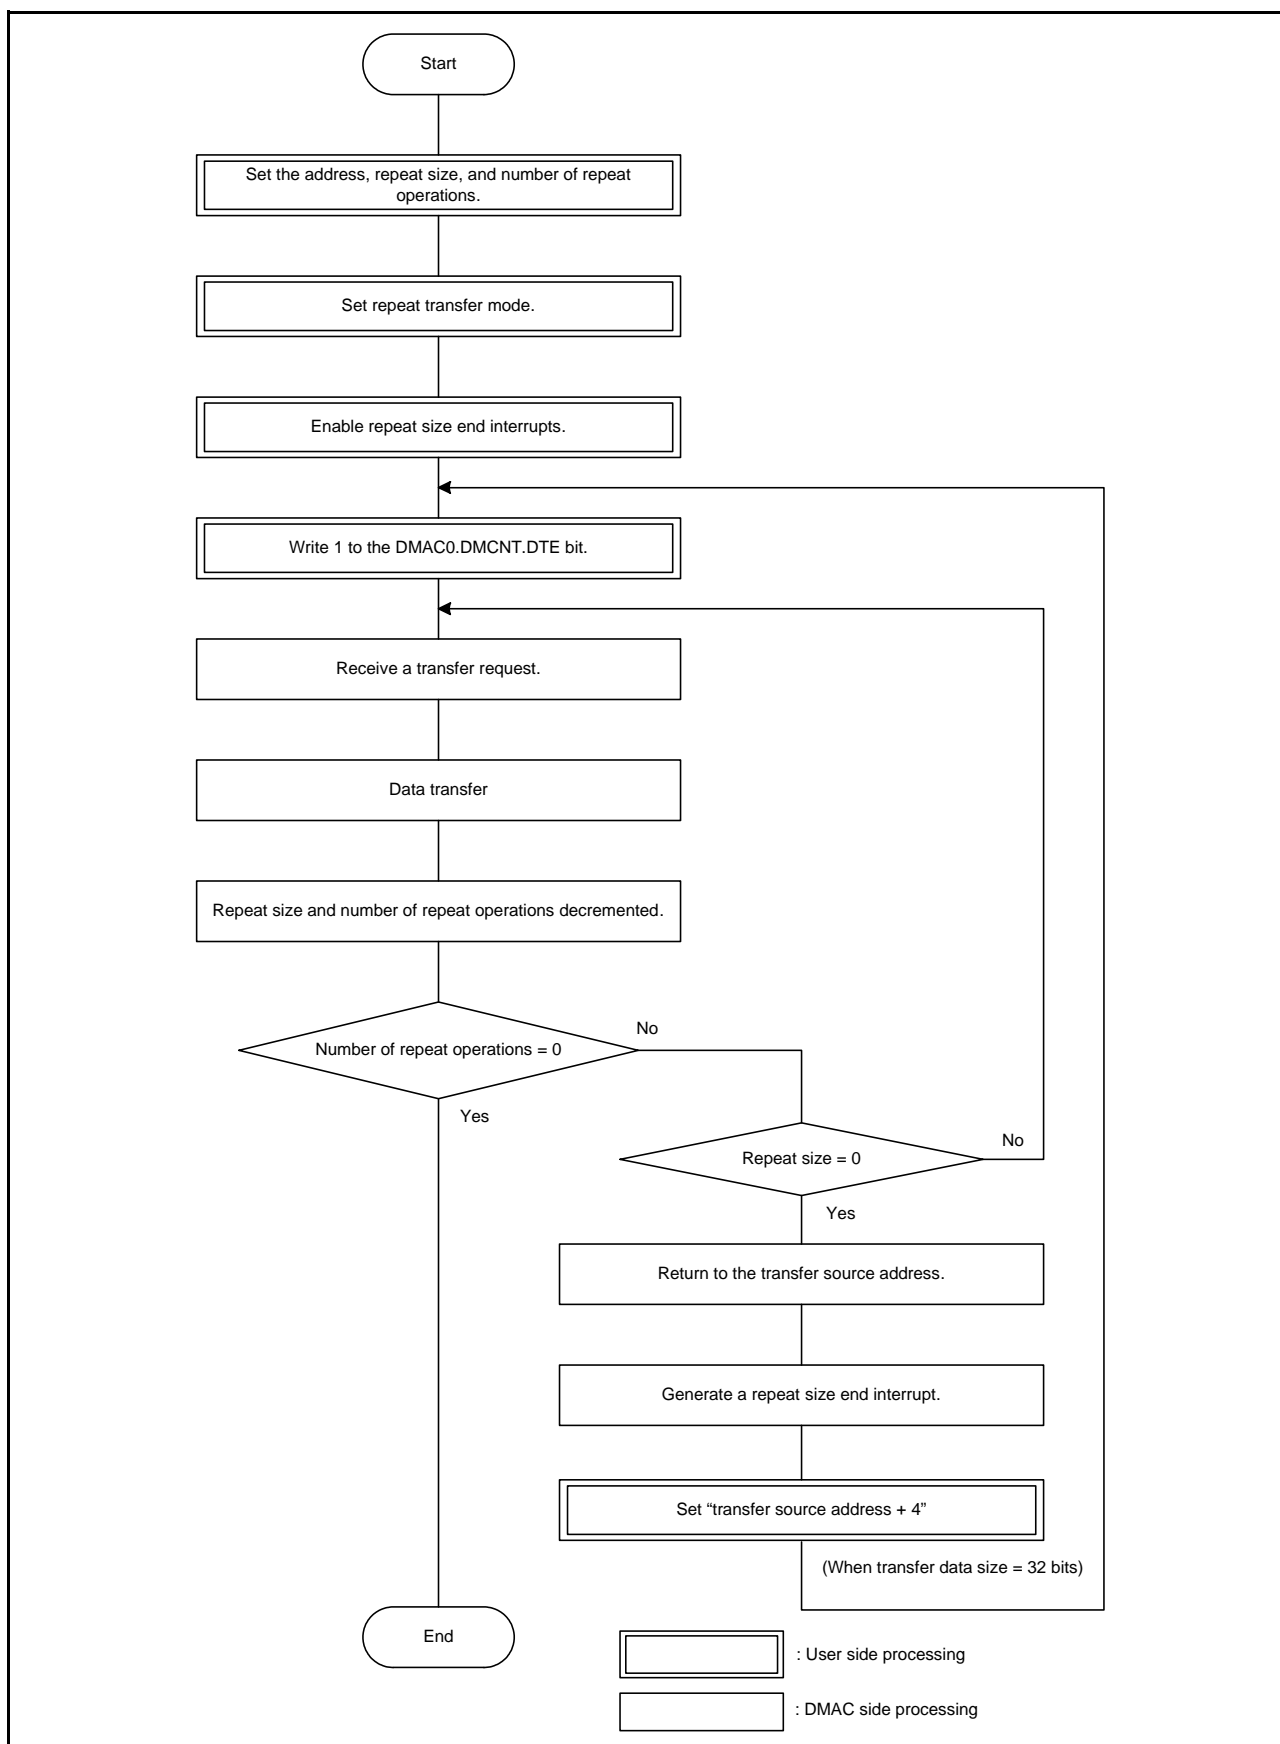 Start
Set the address, repeat size, and number of repeat
operations.
Set repeat transfer mode.
Enable repeat size end interrupts.
Write 1 to the DMAC0.DMCNT.DTE bit.
Receive a transfer request.
Data transfer
Repeat size and number of repeat operations decremented.
Number of repeat operations = 0
No
Yes
Repeat size = 0
No
Yes
Return to the transfer source address.
Generate a repeat size end interrupt.
Set “transfer source address + 4”
(When transfer data size = 32 bits)
End
: User side processing
: DMAC side processing